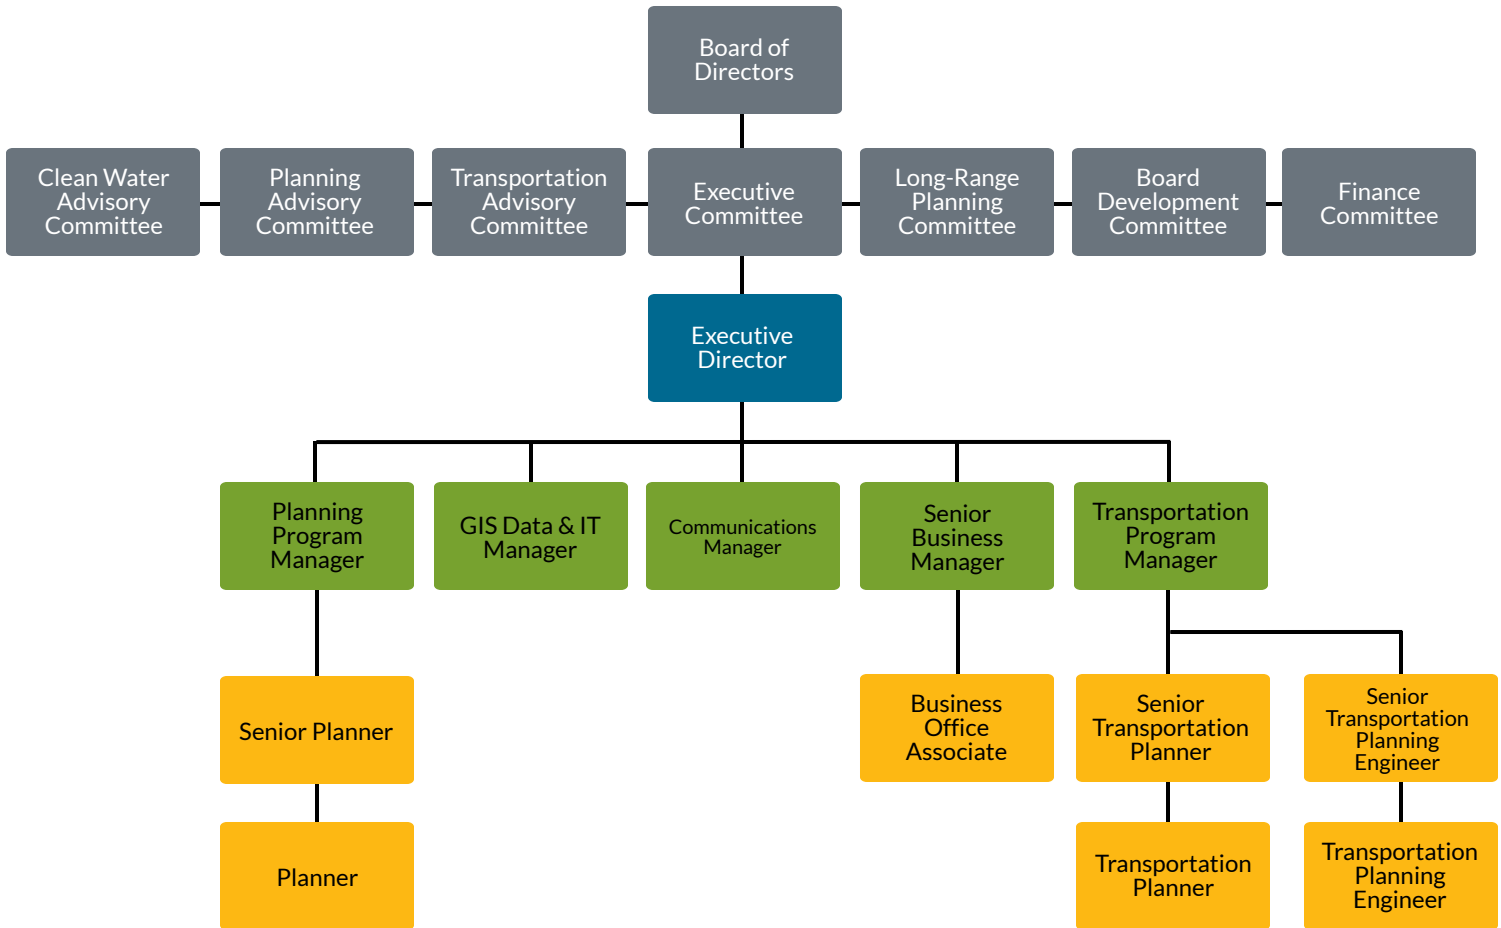 Board of
Directors
Clean Water
Advisory
Committee
Planning
Advisory
Committee
Transportation
Advisory
Committee
Executive
Committee
Long-Range
Planning
Committee
Board
Development
Committee
Finance
Committee
Executive
Director
Planning
Program
Manager
GIS Data & IT
Manager
Communications
Manager
Senior
Business
Manager
Transportation
Program
Manager
Senior Planner
Business
Office
Associate
Senior
Transportation
Planner
Senior
Transportation
Planning
Engineer
Planner
Transportation
Planner
Transportation
Planning
Engineer